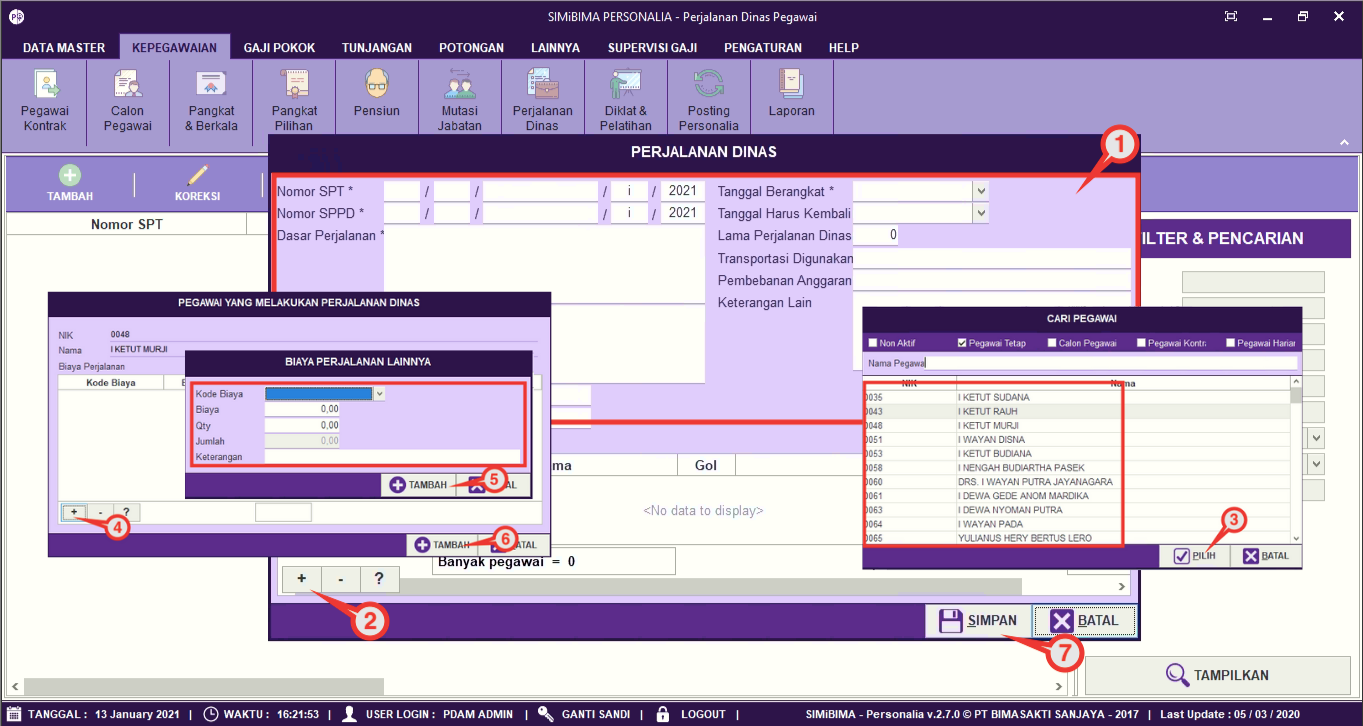 SIMiBIMA PERSONALIA - Perjalanan Dinas Pegawai
DATA MASTER KEPEGAWAIAN GAJI POKOK TUNJANGAN POTONGAN LAINNYA SUPERVISI GAJI PENGATURAN HELP
Pegawai Kontrak
Calon Pegawai
Pangkat & Berkala
Pangkat Pilihan
Pensiun
Mutasi Jabatan
Perjalanan Dinas
Diklat & Pelatihan
Posting Personalia
Laporan
TAMBAH
KOREKSI
Nomor SPT
ILTER & PENCARIAN
PERJALANAN DINAS
1
Nomor SPT * / / / i / 2021
Nomor SPPD * / / / i / 2021
Dasar Perjalanan *
Tanggal Berangkat *
Tanggal Harus Kembali
Lama Perjalanan Dinas 0
Transportasi Digunakan
Pembebanan Anggaran
Keterangan Lain
PEGAWAI YANG MELAKUKAN PERJALANAN DINAS
NIK 0048
Nama I KETUT MURJI
Biaya Perjalanan
Kode Biaya
BIAYA PERJALANAN LAINNYA
Kode Biaya
Biaya 0,00
Qty 0,00
Jumlah 0,00
Keterangan
TAMBAH 5 AL
+ - ?
4
TAMBAH 6 ATAL
CARI PEGAWAI
Non Aktif Pegawai Tetap Calon Pegawai Pegawai Kontr Pegawai Harian
Nama Pegawai
NIK Nama
0035 I KETUT SUDANA
0043 I KETUT RAUH
0048 I KETUT MURJI
0051 I WAYAN DISNA
0053 I KETUT BUDIANA
0058 I NENGAH BUDIARTHA PASEK
0060 DRS. I WAYAN PUTRA JAYANAGARA
0061 I DEWA GEDE ANOM MARDIKA
0063 I DEWA NYOMAN PUTRA
0064 I WAYAN PADA
0065 YULIANUS HERY BERTUS LERO
3
PILIH BATAL
ma Gol
<No data to display>
Banyak pegawai = 0
+ - ?
2
SIMPAN BATAL
7
TAMPILKAN
TANGGAL : 13 January 2021 | WAKTU : 16:21:53 | USER LOGIN : PDAM ADMIN | GANTI SANDI | LOGOUT | SIMiBIMA - Personalia v.2.7.0 © PT BIMASAKTI SANJAYA - 2017 | Last Update : 05 / 03 / 2020